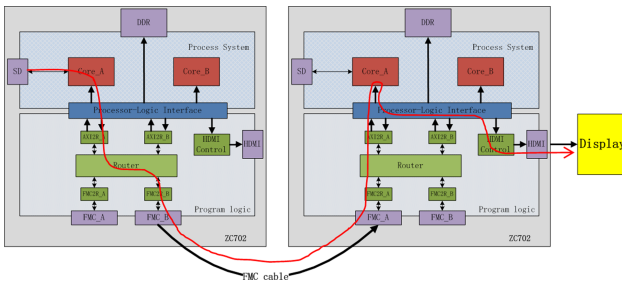 DDR
Process System
SD
Core_A
Core_B
Processor-Logic Interface
AXI2R_A
AXI2R_B
HDMI
Control
HDMI
Router
FMC2R_A
FMC2R_B
Program logic
FMC_A
FMC_B
ZC702
DDR
Process System
SD
Core_A
Core_B
Processor-Logic Interface
AXI2R_A
AXI2R_B
HDMI
Control
HDMI
Display
Router
FMC2R_A
FMC2R_B
Program logic
FMC_A
FMC_B
ZC702
FMC cable